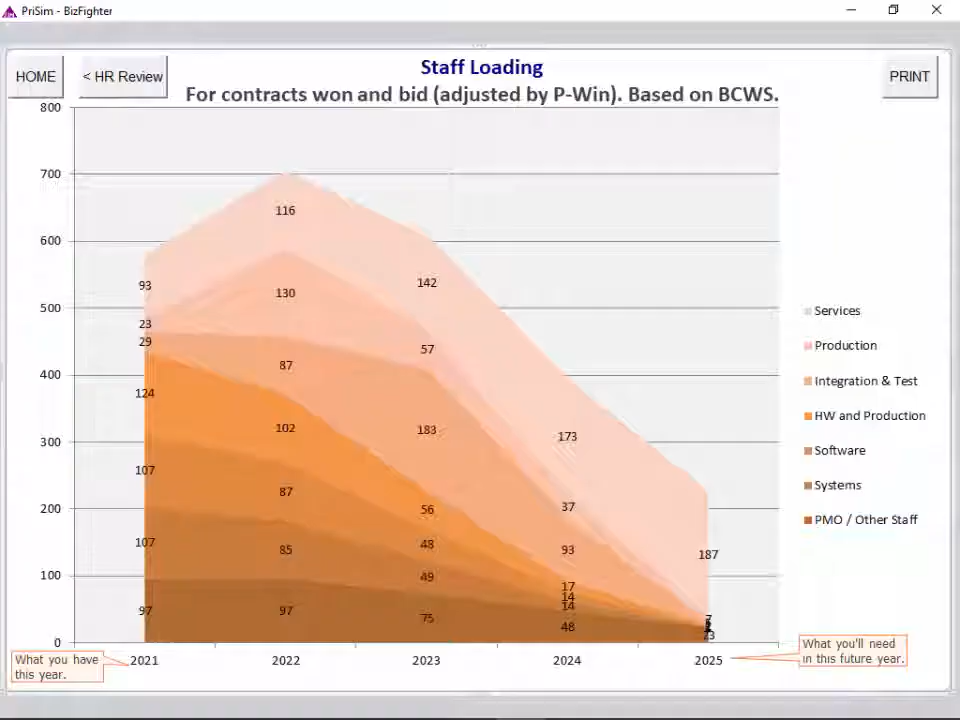 PriSim - BizFighter
HOME
< HR Review
Staff Loading
For contracts won and bid (adjusted by P-Win). Based on BCWS.
PRINT
800
700
600
500
400
300
200
100
0
93
23
29
124
107
107
97
116
130
87
102
87
85
97
142
57
183
56
48
49
75
173
37
93
17
14
14
48
187
7
23
2021
2022
2023
2024
2025
Services
Production
Integration & Test
HW and Production
Software
Systems
PMO / Other Staff
What you have
this year.
What you'll need
in this future year.